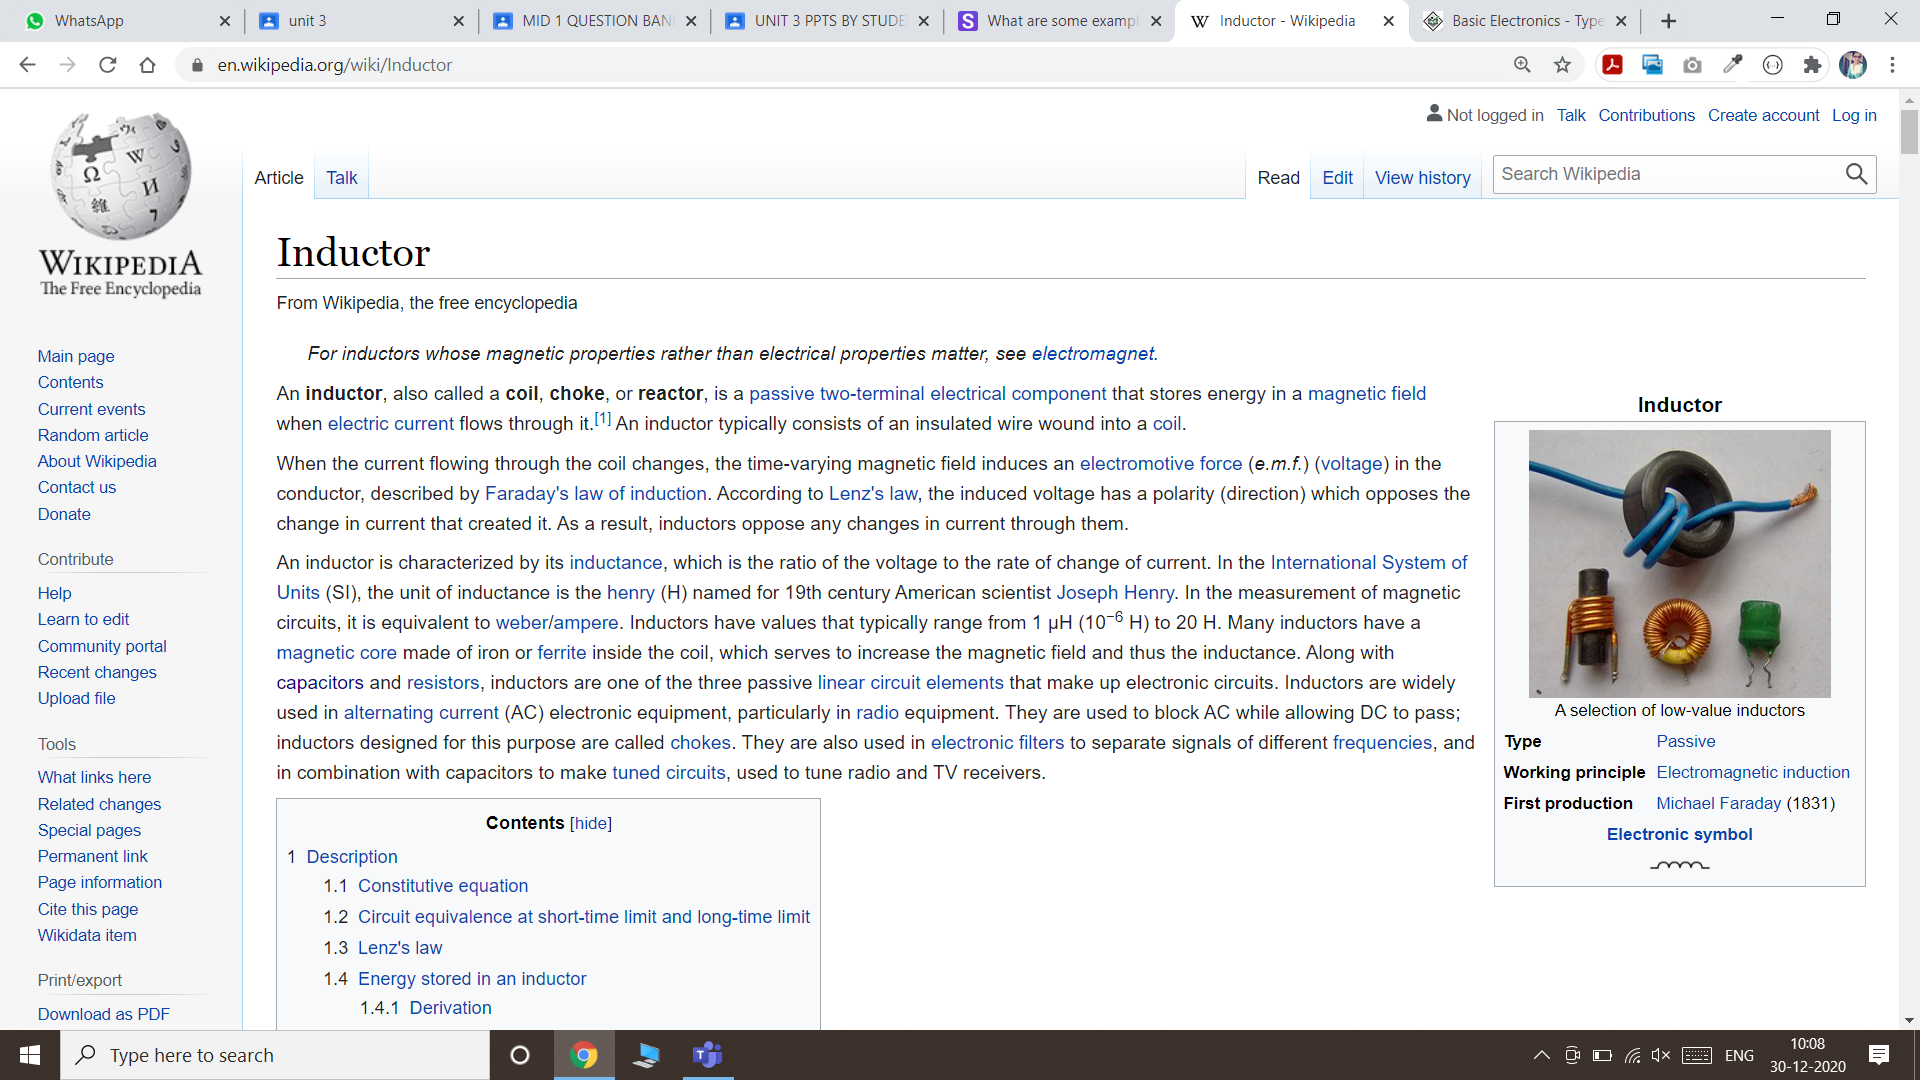 WhatsApp
unit 3
MID 1 QUESTION BAN
UNIT 3 PPTS BY STUDE
What are some exampl
Inductor - Wikipedia
Basic Electronics - Type
en.wikipedia.org/wiki/Inductor
Not logged in Talk Contributions Create account Log in
Article Talk Read Edit View history Search Wikipedia
WIKIPEDIA
The Free Encyclopedia
Main page
Contents
Current events
Random article
About Wikipedia
Contact us
Donate
Contribute
Help
Learn to edit
Community portal
Recent changes
Upload file
Tools
What links here
Related changes
Special pages
Permanent link
Page information
Cite this page
Wikidata item
Print/export
Download as PDF
Inductor
From Wikipedia, the free encyclopedia
For inductors whose magnetic properties rather than electrical properties matter, see electromagnet.
An inductor, also called a coil, choke, or reactor, is a passive two-terminal electrical component that stores energy in a magnetic field
when electric current flows through it.[1] An inductor typically consists of an insulated wire wound into a coil.
When the current flowing through the coil changes, the time-varying magnetic field induces an electromotive force (e.m.f.) (voltage) in the
conductor, described by Faraday's law of induction. According to Lenz's law, the induced voltage has a polarity (direction) which opposes the
change in current that created it. As a result, inductors oppose any changes in current through them.
An inductor is characterized by its inductance, which is the ratio of the voltage to the rate of change of current. In the International System of
Units (SI), the unit of inductance is the henry (H) named for 19th century American scientist Joseph Henry. In the measurement of magnetic
circuits, it is equivalent to weber/ampere. Inductors have values that typically range from 1 µH (10⁻⁶ H) to 20 H. Many inductors have a
magnetic core made of iron or ferrite inside the coil, which serves to increase the magnetic field and thus the inductance. Along with
capacitors and resistors, inductors are one of the three passive linear circuit elements that make up electronic circuits. Inductors are widely
used in alternating current (AC) electronic equipment, particularly in radio equipment. They are used to block AC while allowing DC to pass;
inductors designed for this purpose are called chokes. They are also used in electronic filters to separate signals of different frequencies, and
in combination with capacitors to make tuned circuits, used to tune radio and TV receivers.
Contents [hide]
1 Description
1.1 Constitutive equation
1.2 Circuit equivalence at short-time limit and long-time limit
1.3 Lenz's law
1.4 Energy stored in an inductor
1.4.1 Derivation
Inductor
A selection of low-value inductors
Type Passive
Working principle Electromagnetic induction
First production Michael Faraday (1831)
Electronic symbol
Type here to search
ENG
10:08
30-12-2020